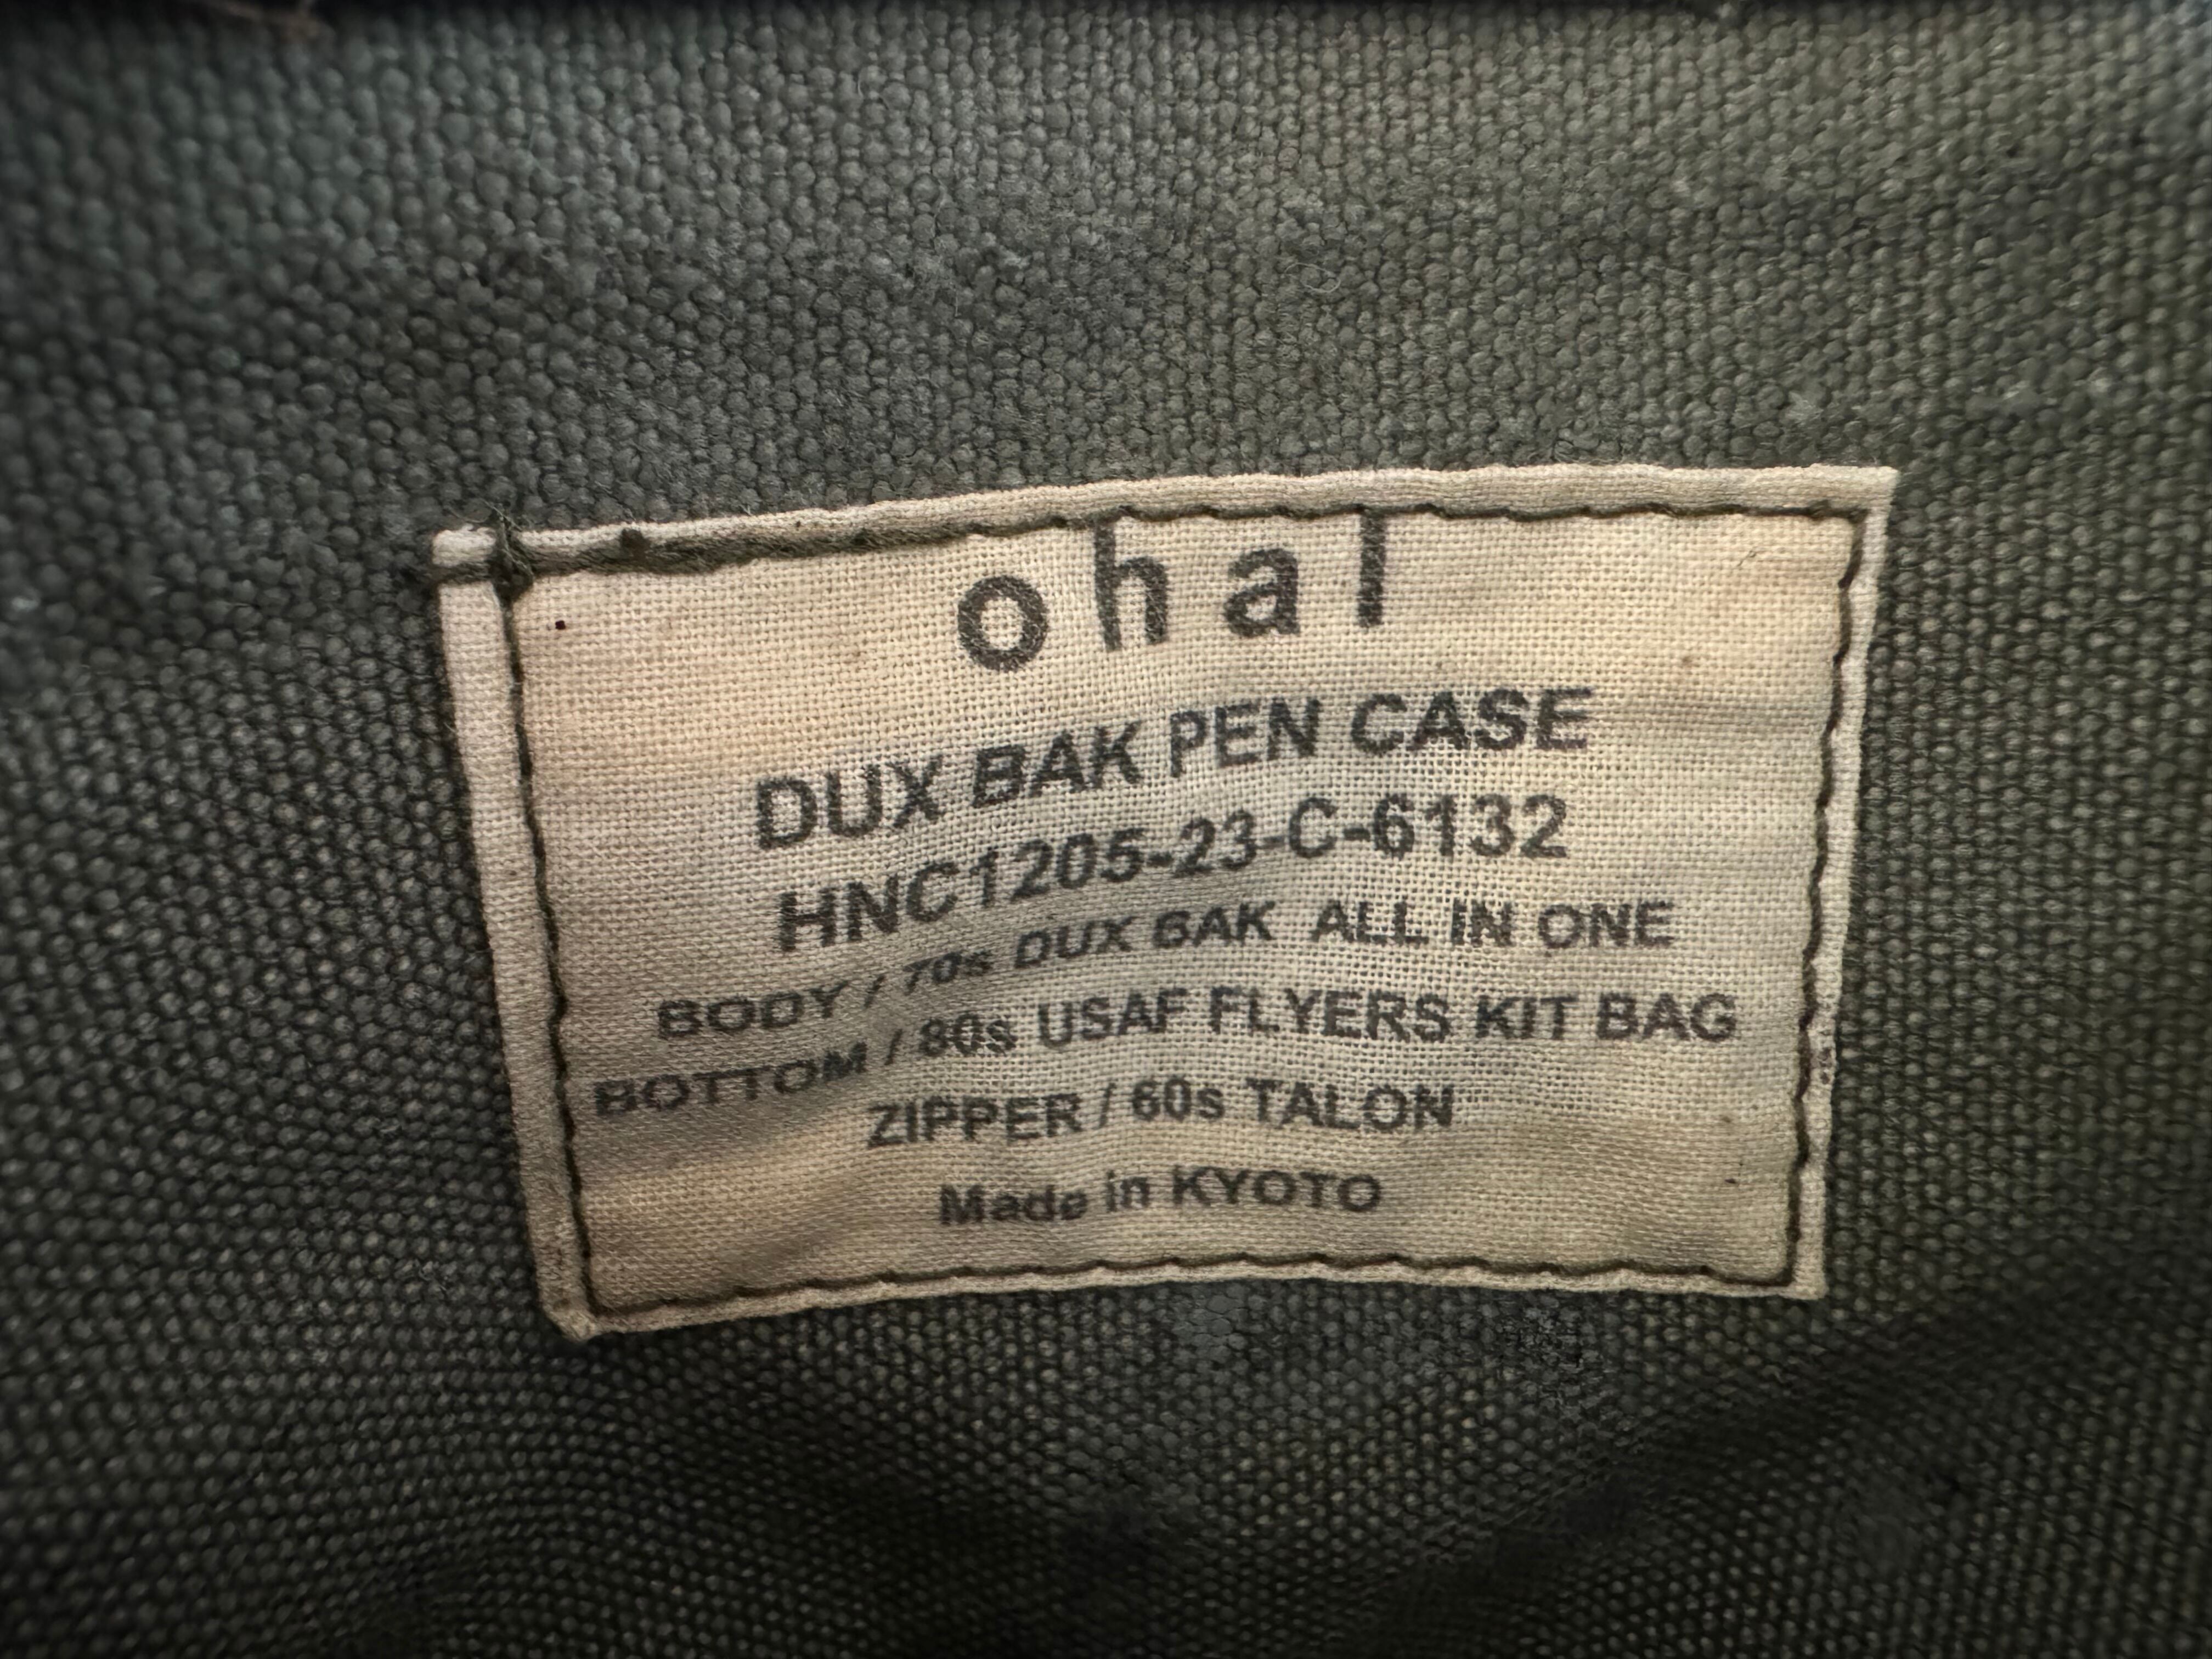 ohal
DUX BAK PEN CASE
HNC1205-23-C-6132
BODY / 70s DUX BAK ALL IN ONE
BOTTOM / 80s USAF FLYERS KIT BAG
ZIPPER / 60s TALON
Made in KYOTO